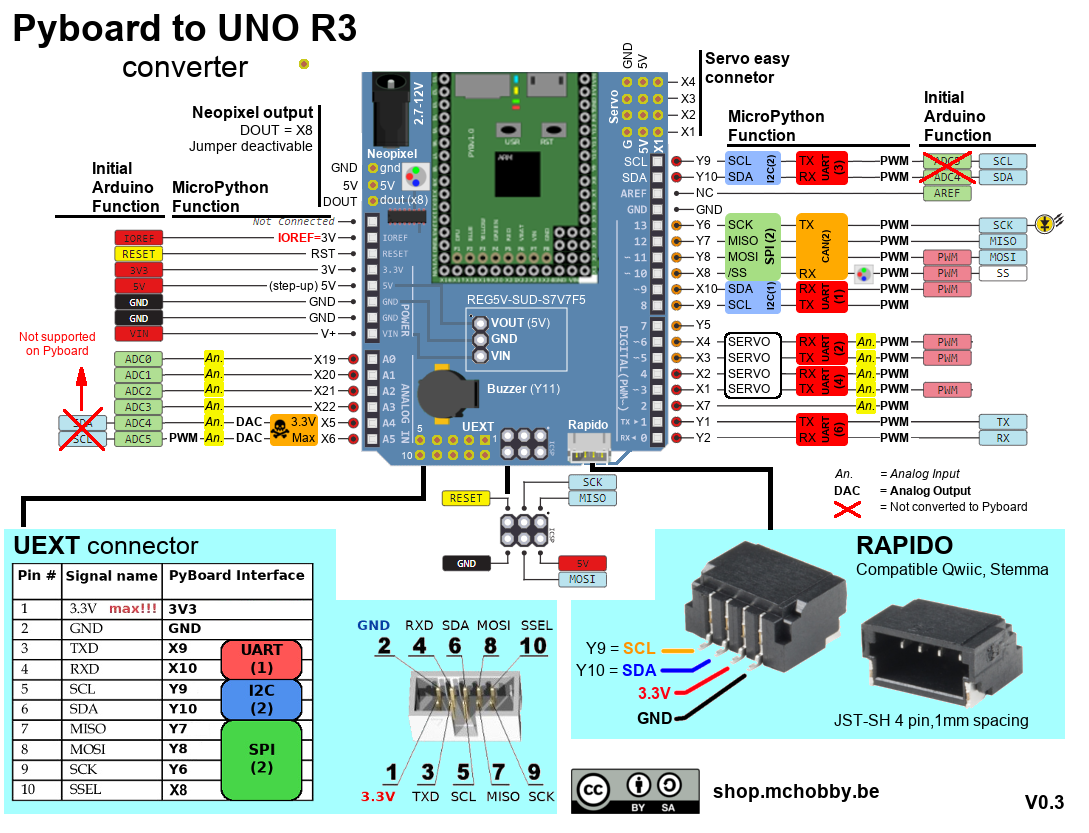 Pyboard to UNO R3
converter
Neopixel output
DOUT = X8
Jumper deactivable
GND
5V
DOUT
Initial
Arduino
Function
MicroPython
Function
Not Connected
IOREF IOREF=3V
RESET RST
3V3 3V
5V (step-up) 5V
GND GND
GND GND
VIN V+
Not supported
on Pyboard
ADC0 An. X19
ADC1 An. X20
ADC2 An. X21
ADC3 An. X22
SDA ADC4 An. DAC 3.3V X5
SCL ADC5 PWM An. DAC Max X6
2.7-12V
Neopixel
gnd
5V
dout (x8)
IOREF
RESET
3.3V
5V
GND
GND
VIN
POWER
A0
A1
A2
A3
A4
A5
ANALOG IN
PYBv1.0
USR
RST
ARM
REG5V-SUD-S7V7F5
VOUT (5V)
GND
VIN
Buzzer (Y11)
5
UEXT
1
10
ICSP
Rapido
GND
5V
Servo
G
5V
X1
X4
X3
X2
X1
Servo easy
connetor
SCL
SDA
AREF
GND
13
12
~ 11
~ 10
~9
8
7
~6
~5
4
~3
2
TX ▸ 1
RX ◂ 0
DIGITAL(PWM~)
MicroPython
Function
Initial
Arduino
Function
Y9 SCL I2C(2) TX UART (3) PWM ADC5 SCL
Y10 SDA RX PWM ADC4 SDA
NC AREF
GND
Y6 SCK SPI (2) TX CAN(2) PWM SCK
Y7 MISO PWM MISO
Y8 MOSI PWM PWM MOSI
X8 /SS RX PWM PWM SS
X10 SDA I2C(1) RX UART (1) PWM PWM
X9 SCL TX PWM
Y5
X4 SERVO RX UART (2) An. PWM PWM
X3 SERVO TX An. PWM PWM
X2 SERVO RX UART (4) An. PWM
X1 SERVO TX An. PWM PWM
X7 An. PWM
Y1 TX UART (6) PWM TX
Y2 RX PWM RX
An. = Analog Input
DAC = Analog Output
= Not converted to Pyboard
SCK
RESET MISO
ICSP
GND 5V
MOSI
UEXT connector
Pin # Signal name PyBoard Interface
1 3.3V max!!! 3V3
2 GND GND
3 TXD X9 UART
4 RXD X10 (1)
5 SCL Y9 I2C
6 SDA Y10 (2)
7 MISO Y7
8 MOSI Y8 SPI
9 SCK Y6 (2)
10 SSEL X8
GND RXD SDA MOSI SSEL
2 4 6 8 10
1 3 5 7 9
3.3V TXD SCL MISO SCK
RAPIDO
Compatible Qwiic, Stemma
Y9 = SCL
Y10 = SDA
3.3V
GND
JST-SH 4 pin,1mm spacing
cc
BY SA
shop.mchobby.be
V0.3